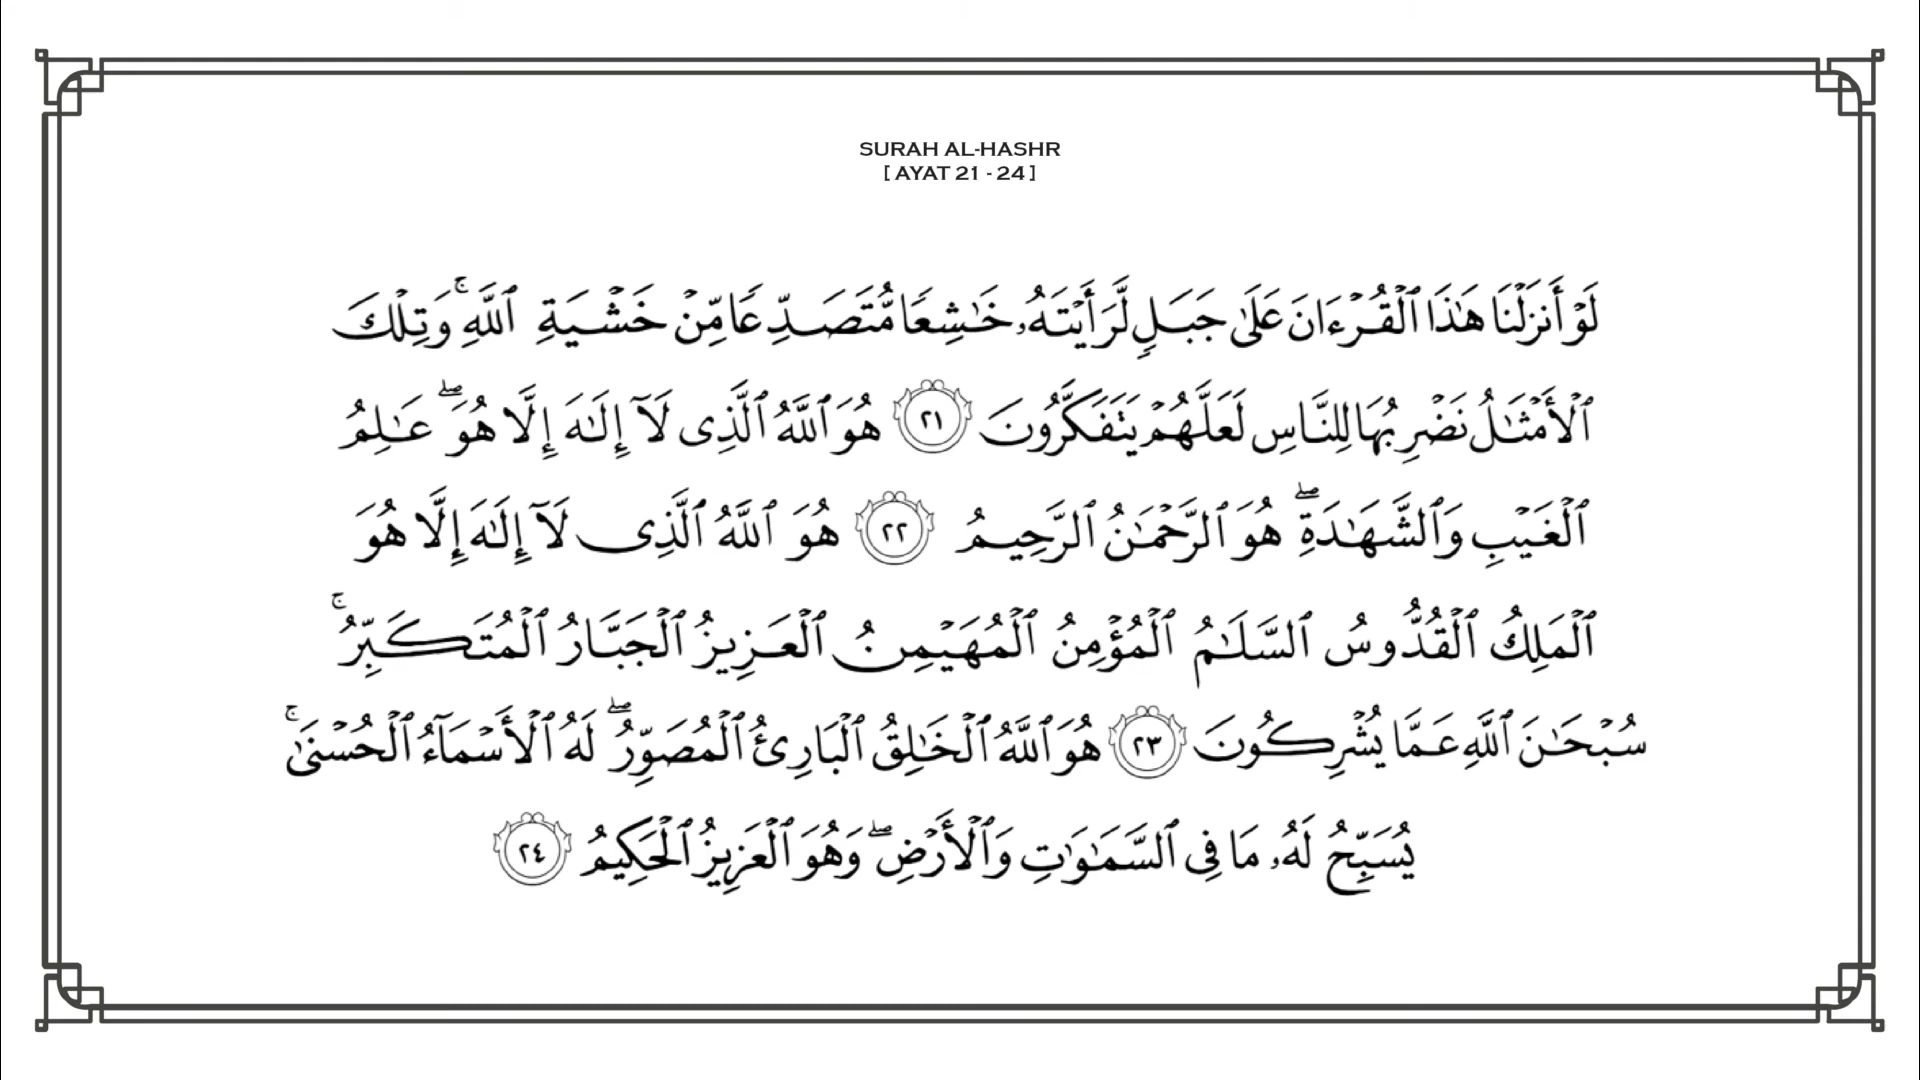 SURAH AL-HASHR
[ AYAT 21 - 24 ]
لَوْ أَنزَلْنَا هَٰذَا ٱلْقُرْءَانَ عَلَىٰ جَبَلٍ لَّرَأَيْتَهُۥ خَٰشِعًا مُّتَصَدِّعًا مِّنْ خَشْيَةِ ٱللَّهِ ۚ وَتِلْكَ
ٱلْأَمْثَٰلُ نَضْرِبُهَا لِلنَّاسِ لَعَلَّهُمْ يَتَفَكَّرُونَ ٢١ هُوَ ٱللَّهُ ٱلَّذِى لَآ إِلَٰهَ إِلَّا هُوَ ۖ عَٰلِمُ
ٱلْغَيْبِ وَٱلشَّهَٰدَةِ ۖ هُوَ ٱلرَّحْمَٰنُ ٱلرَّحِيمُ ٢٢ هُوَ ٱللَّهُ ٱلَّذِى لَآ إِلَٰهَ إِلَّا هُوَ
ٱلْمَلِكُ ٱلْقُدُّوسُ ٱلسَّلَٰمُ ٱلْمُؤْمِنُ ٱلْمُهَيْمِنُ ٱلْعَزِيزُ ٱلْجَبَّارُ ٱلْمُتَكَبِّرُ ۚ
سُبْحَٰنَ ٱللَّهِ عَمَّا يُشْرِكُونَ ٢٣ هُوَ ٱللَّهُ ٱلْخَٰلِقُ ٱلْبَارِئُ ٱلْمُصَوِّرُ ۖ لَهُ ٱلْأَسْمَآءُ ٱلْحُسْنَىٰ ۚ
يُسَبِّحُ لَهُۥ مَا فِى ٱلسَّمَٰوَٰتِ وَٱلْأَرْضِ ۖ وَهُوَ ٱلْعَزِيزُ ٱلْحَكِيمُ ٢٤